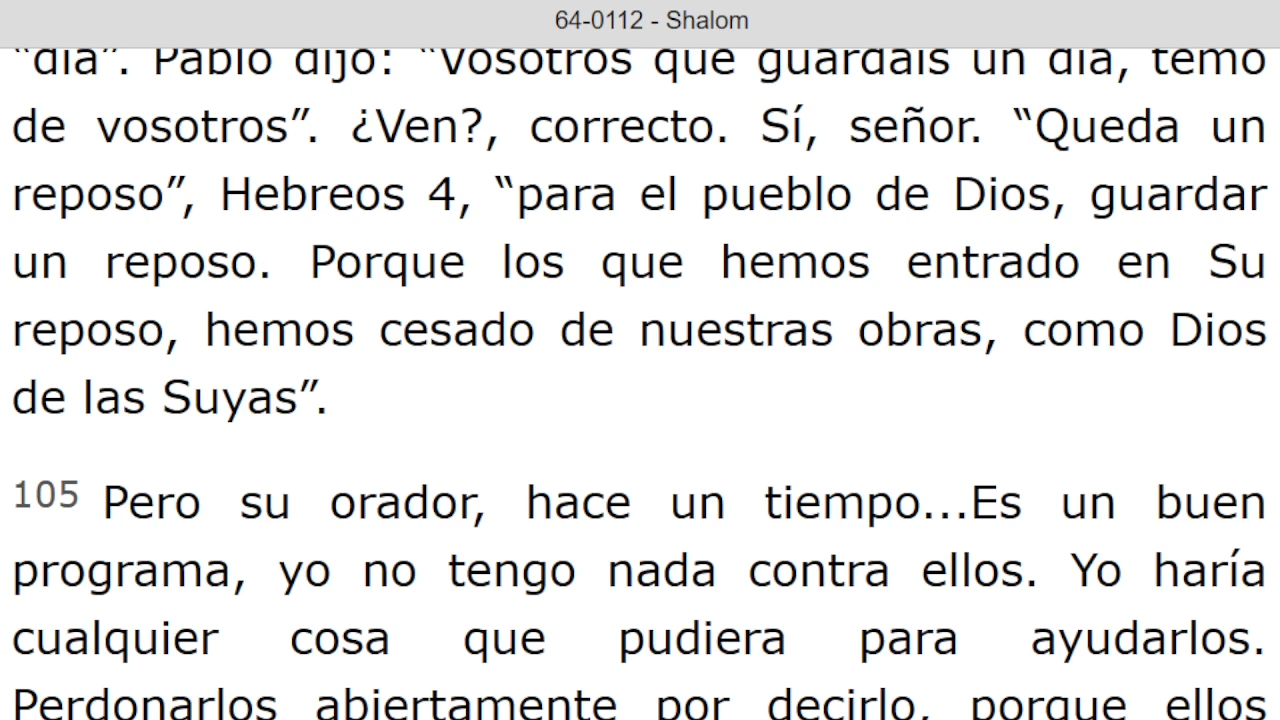 64-0112 - Shalom
“día”. Pablo dijo: “Vosotros que guardáis un día, temo
de vosotros”. ¿Ven?, correcto. Sí, señor. “Queda un
reposo”, Hebreos 4, “para el pueblo de Dios, guardar
un reposo. Porque los que hemos entrado en Su
reposo, hemos cesado de nuestras obras, como Dios
de las Suyas”.
105 Pero su orador, hace un tiempo...Es un buen
programa, yo no tengo nada contra ellos. Yo haría
cualquier cosa que pudiera para ayudarlos.
Perdonarlos abiertamente por decirlo, porque ellos